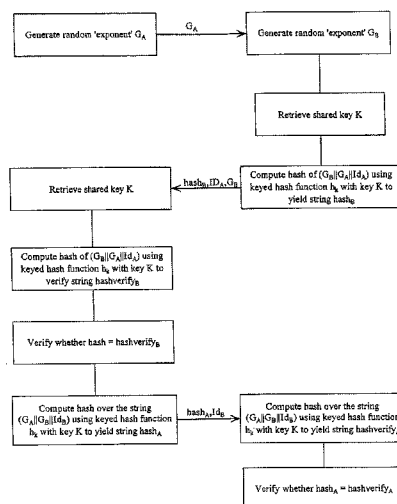 Generate random 'exponent' G_A
G_A
Generate random 'exponent' G_B
Retrieve shared key K
Compute hash of (G_B||G_A||Id_A) using
keyed hash function h_k with key K to
yield string hash_B
hash_B,ID_A,G_B
Retrieve shared key K
Compute hash of (G_B||G_A||Id_A) using
keyed hash function h_k with key K to
verify string hashverify_B
Verify whether hash = hashverify_B
Compute hash over the string
(G_A||G_B||Id_B) using keyed hash function
h_k with key K to yield string hash_A
hash_A,Id_B
Compute hash over the string
(G_A||G_B||Id_B) using keyed hash function
h_k with key K to yield string hashverify
Verify whether hash_A = hashverify_A